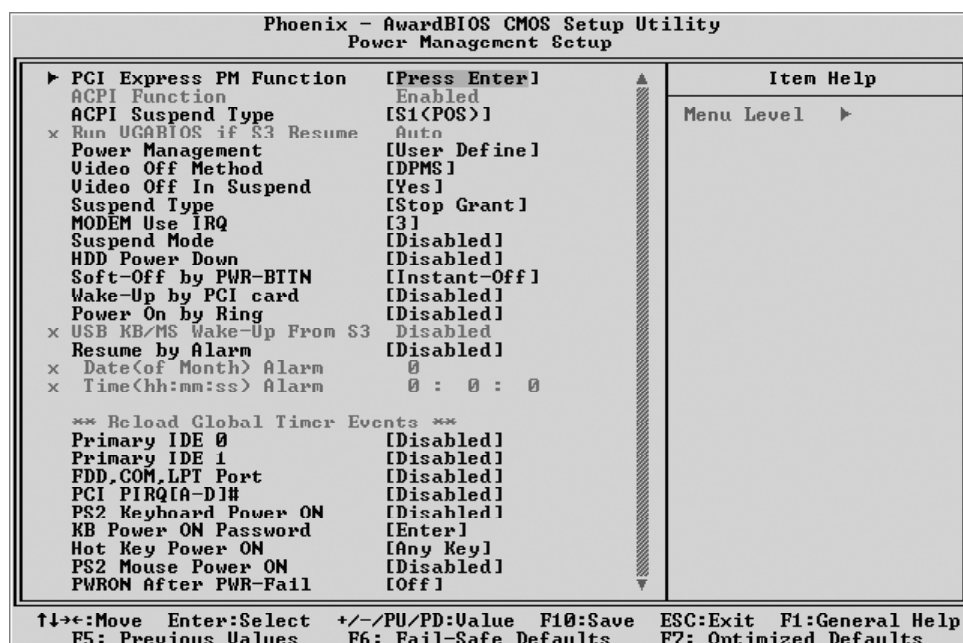 Phoenix - AwardBIOS CMOS Setup Utility
Power Management Setup
▶ PCI Express PM Function [Press Enter]
ACPI Function Enabled
ACPI Suspend Type [S1(POS)]
x Run VGABIOS if S3 Resume Auto
Power Management [User Define]
Video Off Method [DPMS]
Video Off In Suspend [Yes]
Suspend Type [Stop Grant]
MODEM Use IRQ [3]
Suspend Mode [Disabled]
HDD Power Down [Disabled]
Soft-Off by PWR-BTTN [Instant-Off]
Wake-Up by PCI card [Disabled]
Power On by Ring [Disabled]
x USB KB/MS Wake-Up From S3 Disabled
Resume by Alarm [Disabled]
x Date(of Month) Alarm 0
x Time(hh:mm:ss) Alarm 0 : 0 : 0
** Reload Global Timer Events **
Primary IDE 0 [Disabled]
Primary IDE 1 [Disabled]
FDD,COM,LPT Port [Disabled]
PCI PIRQ[A-D]# [Disabled]
PS2 Keyboard Power ON [Disabled]
KB Power ON Password [Enter]
Hot Key Power ON [Any Key]
PS2 Mouse Power ON [Disabled]
PWRON After PWR-Fail [Off]
Item Help
Menu Level ▶
↑↓→←:Move Enter:Select +/-/PU/PD:Value F10:Save ESC:Exit F1:General Help
F5: Previous Values F6: Fail-Safe Defaults F7: Optimized Defaults